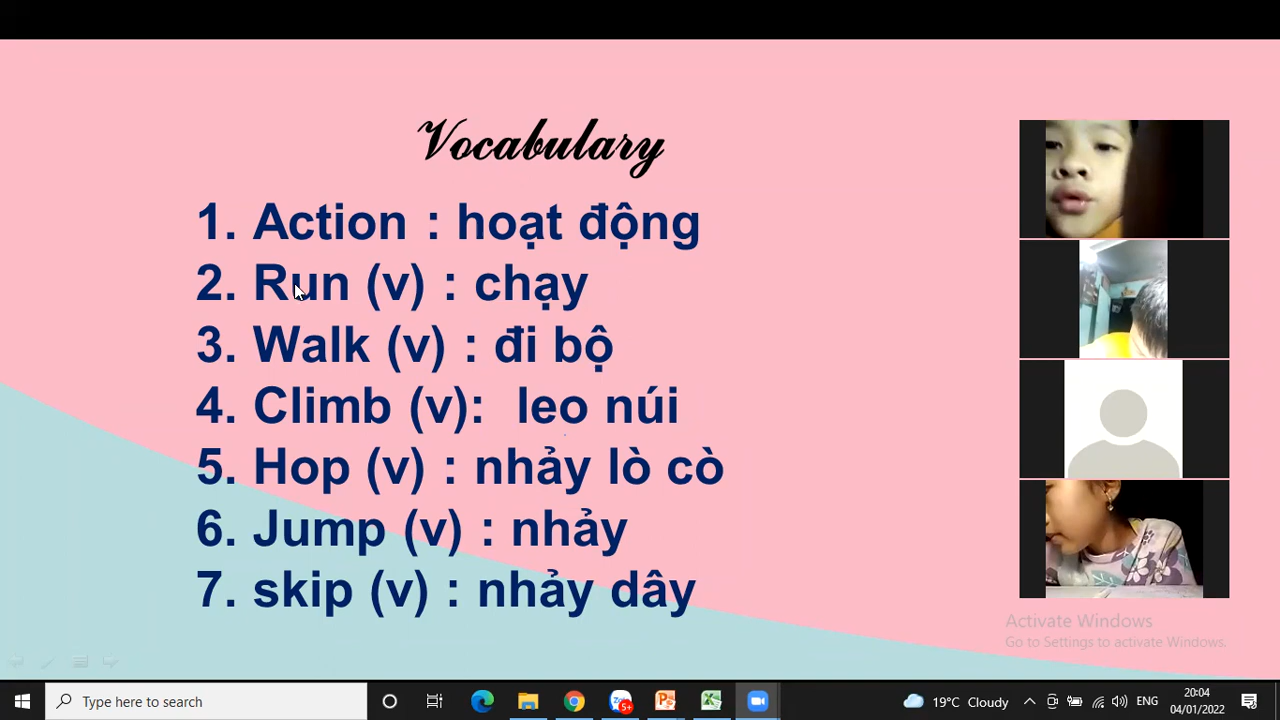 Vocabulary
1. Action : hoạt động
2. Run (v) : chạy
3. Walk (v) : đi bộ
4. Climb (v):  leo núi
5. Hop (v) : nhảy lò cò
6. Jump (v) : nhảy
7. skip (v) : nhảy dây
Activate Windows
Go to Settings to activate Windows.
Type here to search
5+
19°C Cloudy
ENG
20:04
04/01/2022